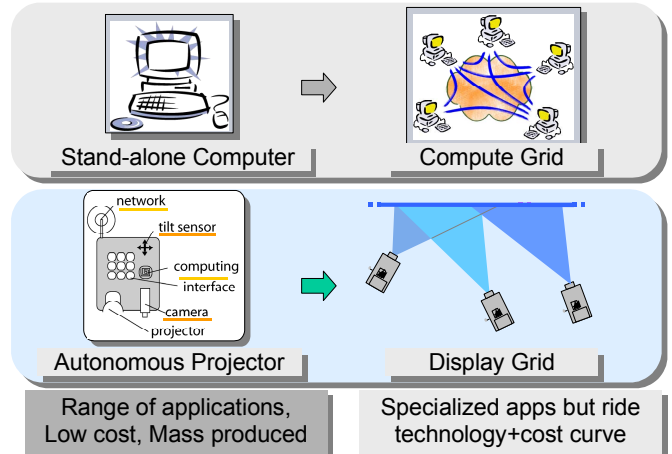 Stand-alone Computer
Compute Grid
network
tilt sensor
computing
interface
camera
projector
Autonomous Projector
Display Grid
Range of applications,
Low cost, Mass produced
Specialized apps but ride
technology+cost curve